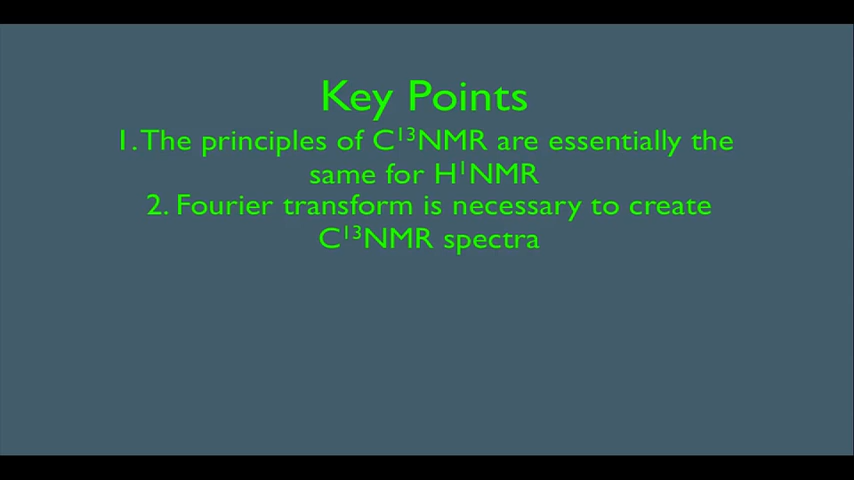 Key Points
1. The principles of C¹³NMR are essentially the
same for H¹NMR
2. Fourier transform is necessary to create
C¹³NMR spectra